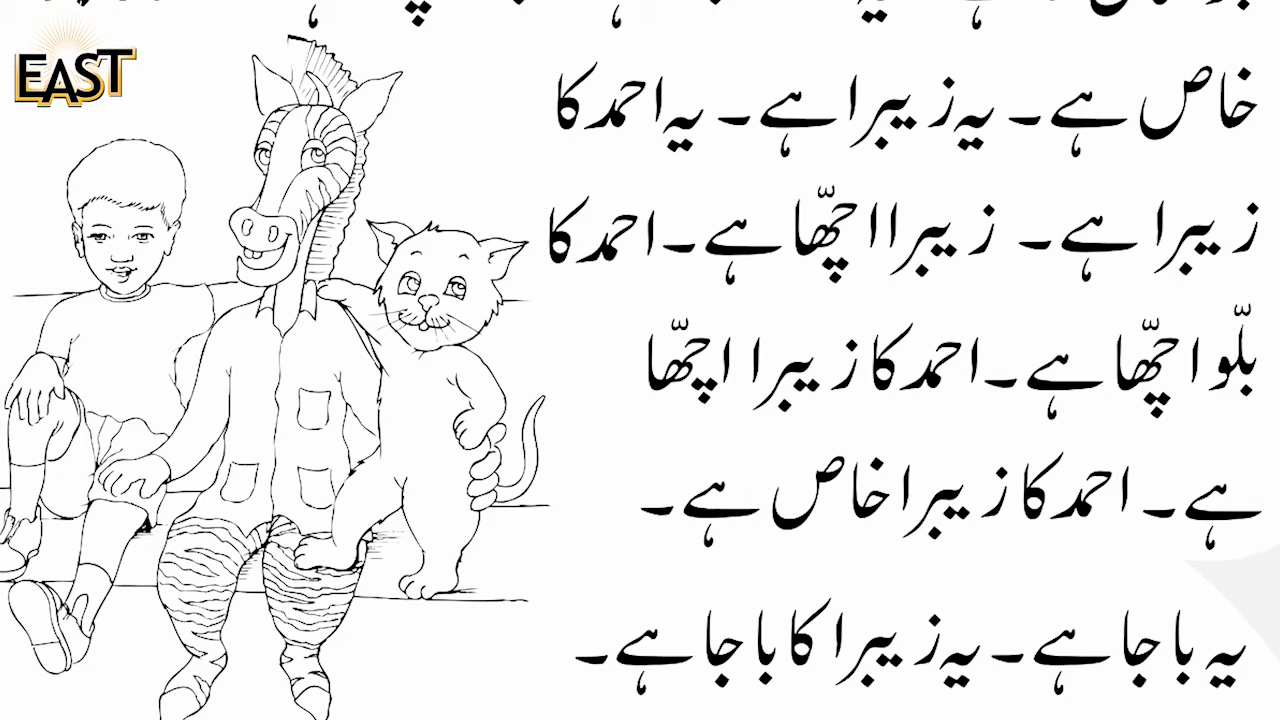 EAST
خاص ہے۔ یہ زیبرا ہے۔ یہ احمد کا
زیبرا ہے۔ زیبرا اچھّا ہے۔ احمد کا
بلّو اچھّا ہے۔ احمد کا زیبرا اچھّا
ہے۔ احمد کا زیبرا خاص ہے۔
یہ باجا ہے۔ یہ زیبرا کا باجا ہے۔